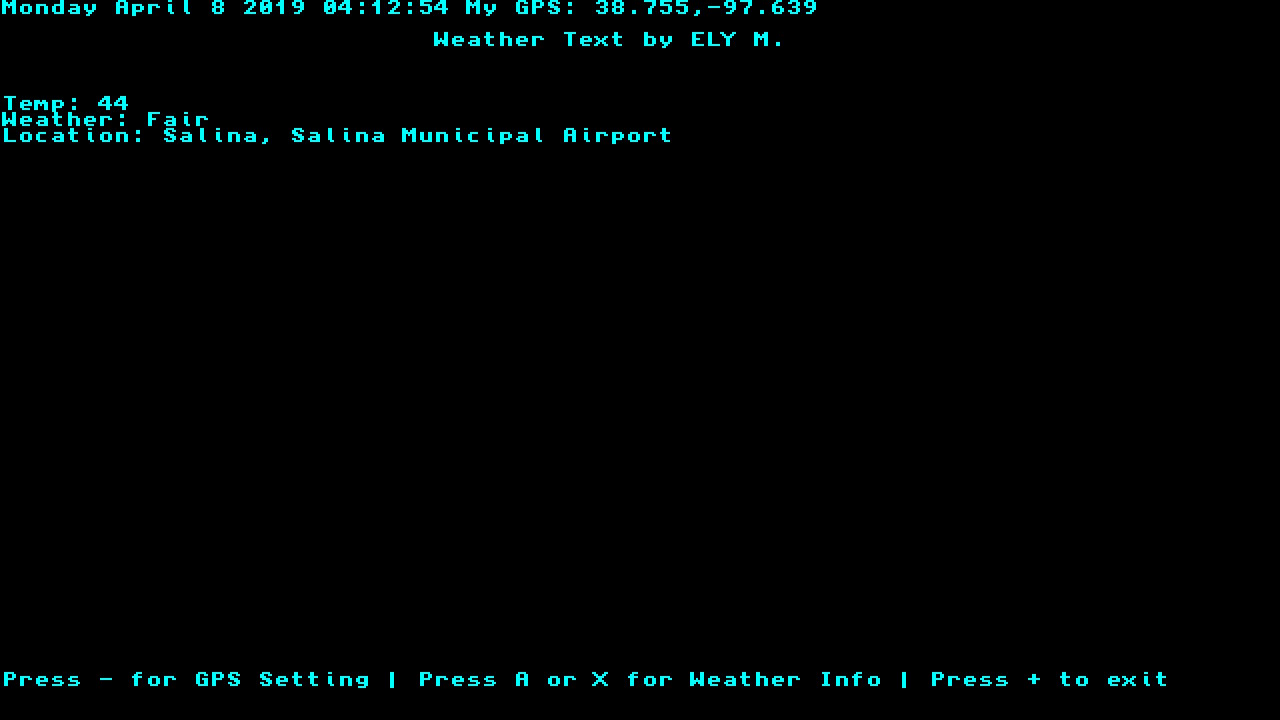 Monday April 8 2019 04:12:54 My GPS: 38.755,-97.639
Weather Text by ELY M.
Temp: 44
Weather: Fair
Location: Salina, Salina Municipal Airport
Press - for GPS Setting | Press A or X for Weather Info | Press + to exit